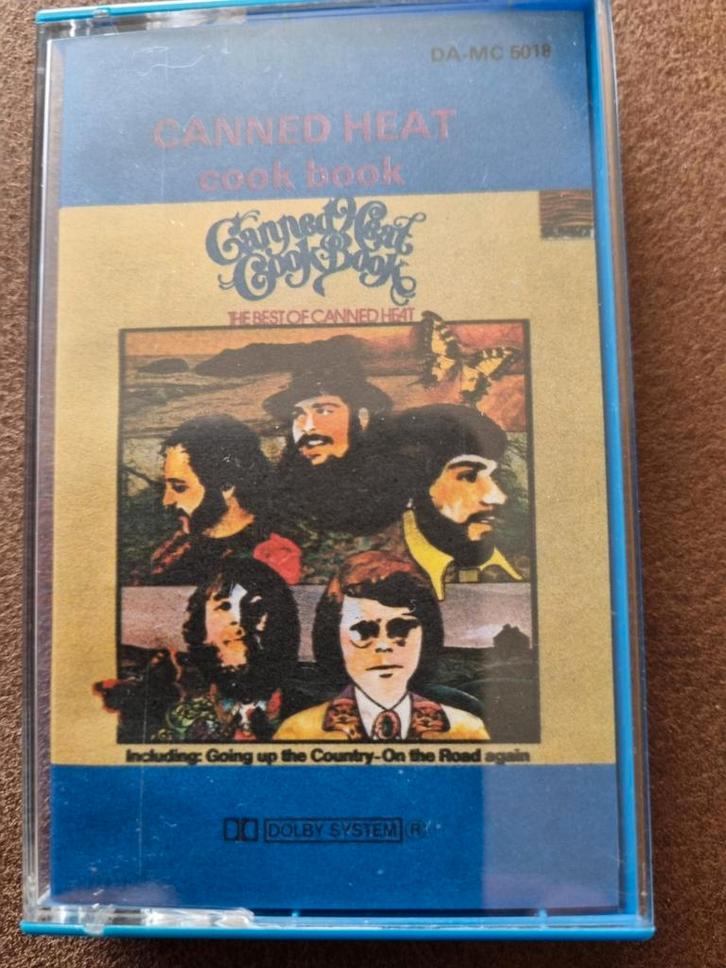 DA-MC 5018
CANNED HEAT
cook book
Canned Heat
Cook Book
THE BEST OF CANNED HEAT
Including: Going up the Country-On the Road again
DOLBY SYSTEM R